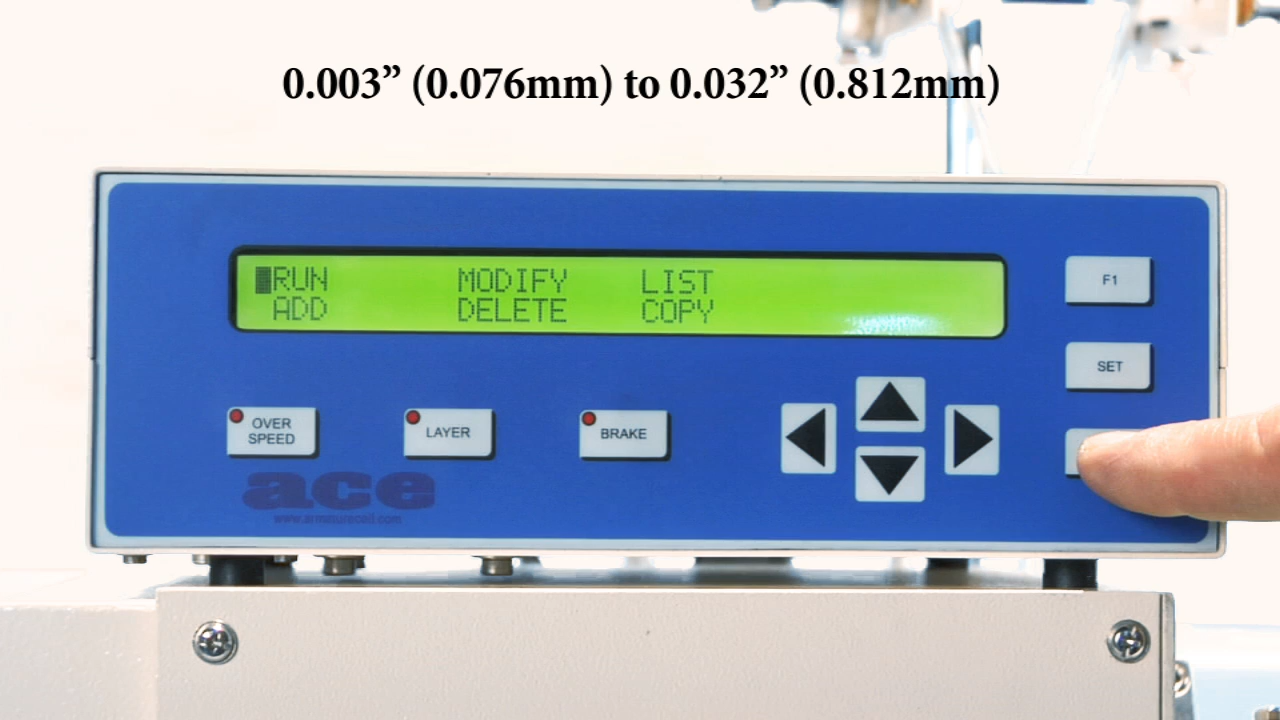 0.003” (0.076mm) to 0.032” (0.812mm)
RUN MODIFY LIST
ADD DELETE COPY
F1
SET
OVER
SPEED
LAYER
BRAKE
ace
www.armaturecoil.com